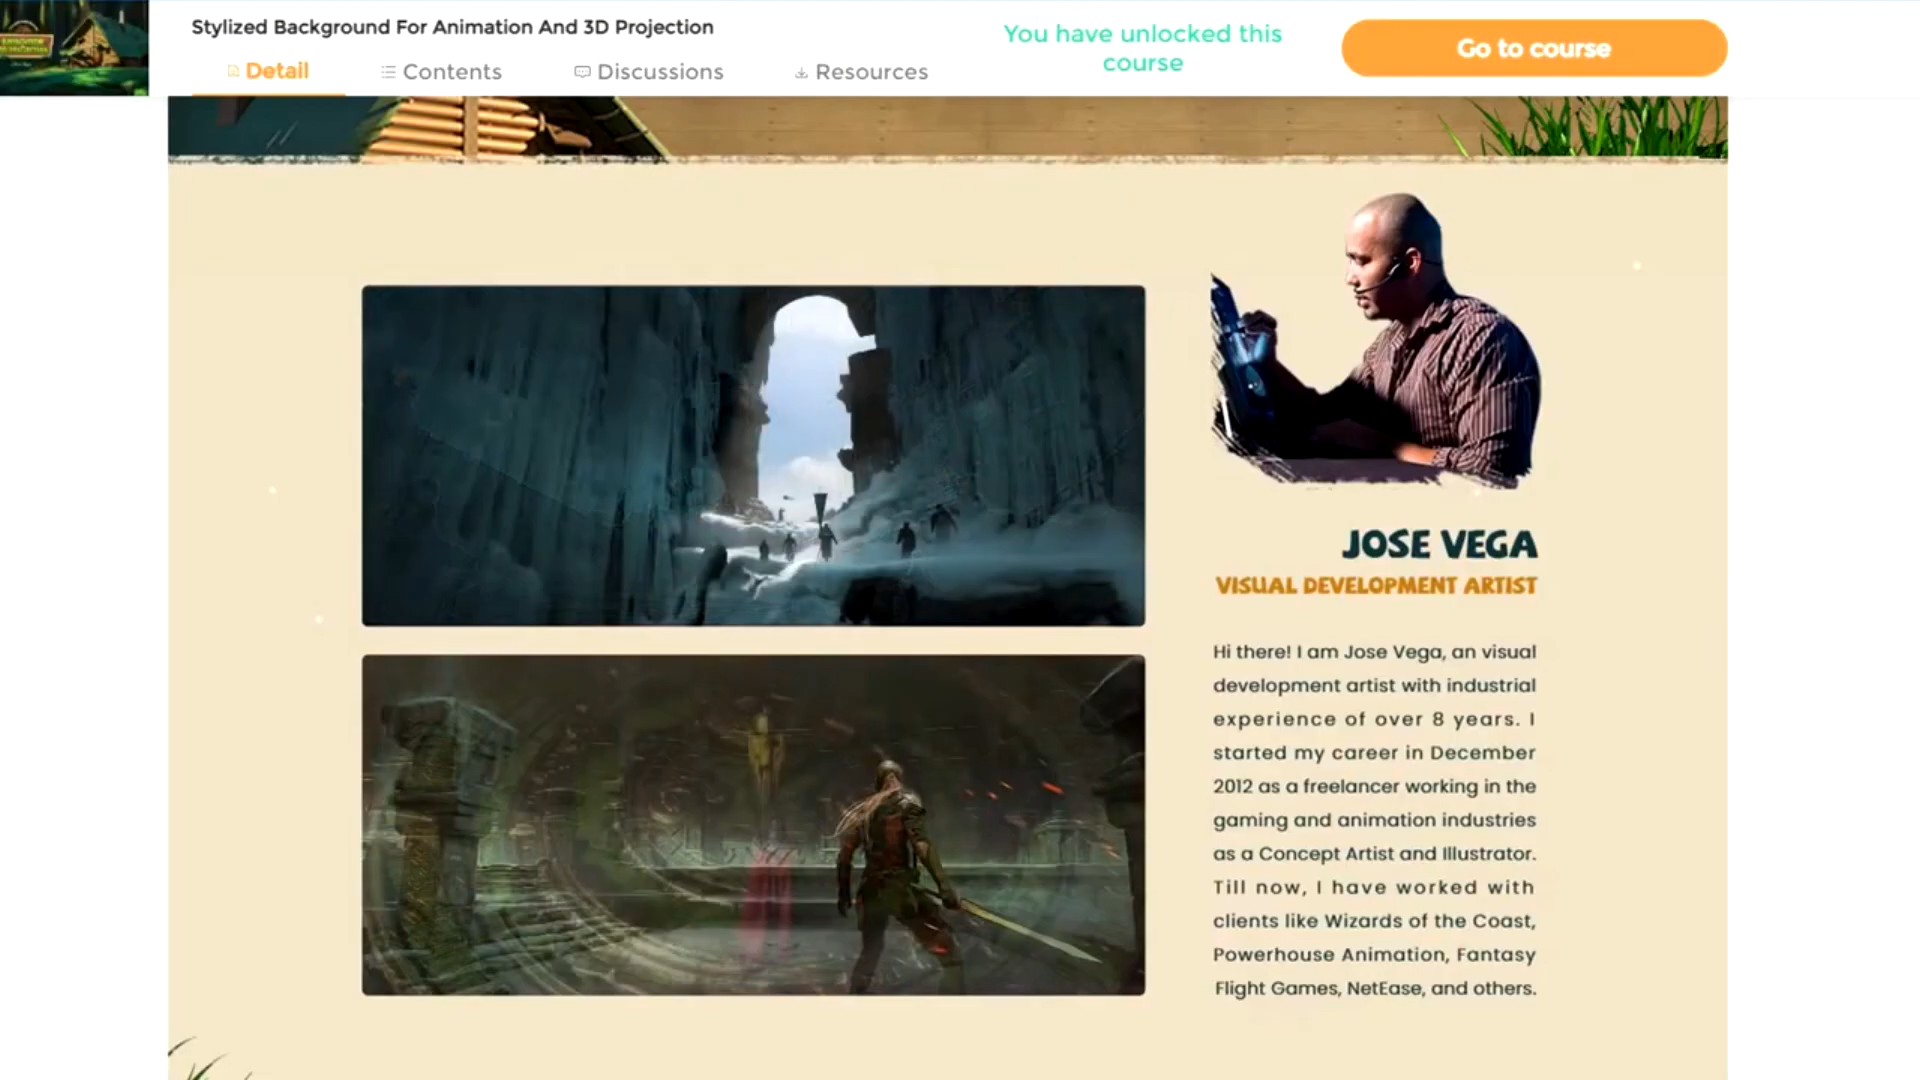 Stylized Background For Animation And 3D Projection
Detail
Contents
Discussions
Resources
You have unlocked this
course
Go to course
JOSE VEGA
VISUAL DEVELOPMENT ARTIST
Hi there! I am Jose Vega, an visual
development artist with industrial
experience of over 8 years. I
started my career in December
2012 as a freelancer working in the
gaming and animation industries
as a Concept Artist and Illustrator.
Till now, I have worked with
clients like Wizards of the Coast,
Powerhouse Animation, Fantasy
Flight Games, NetEase, and others.